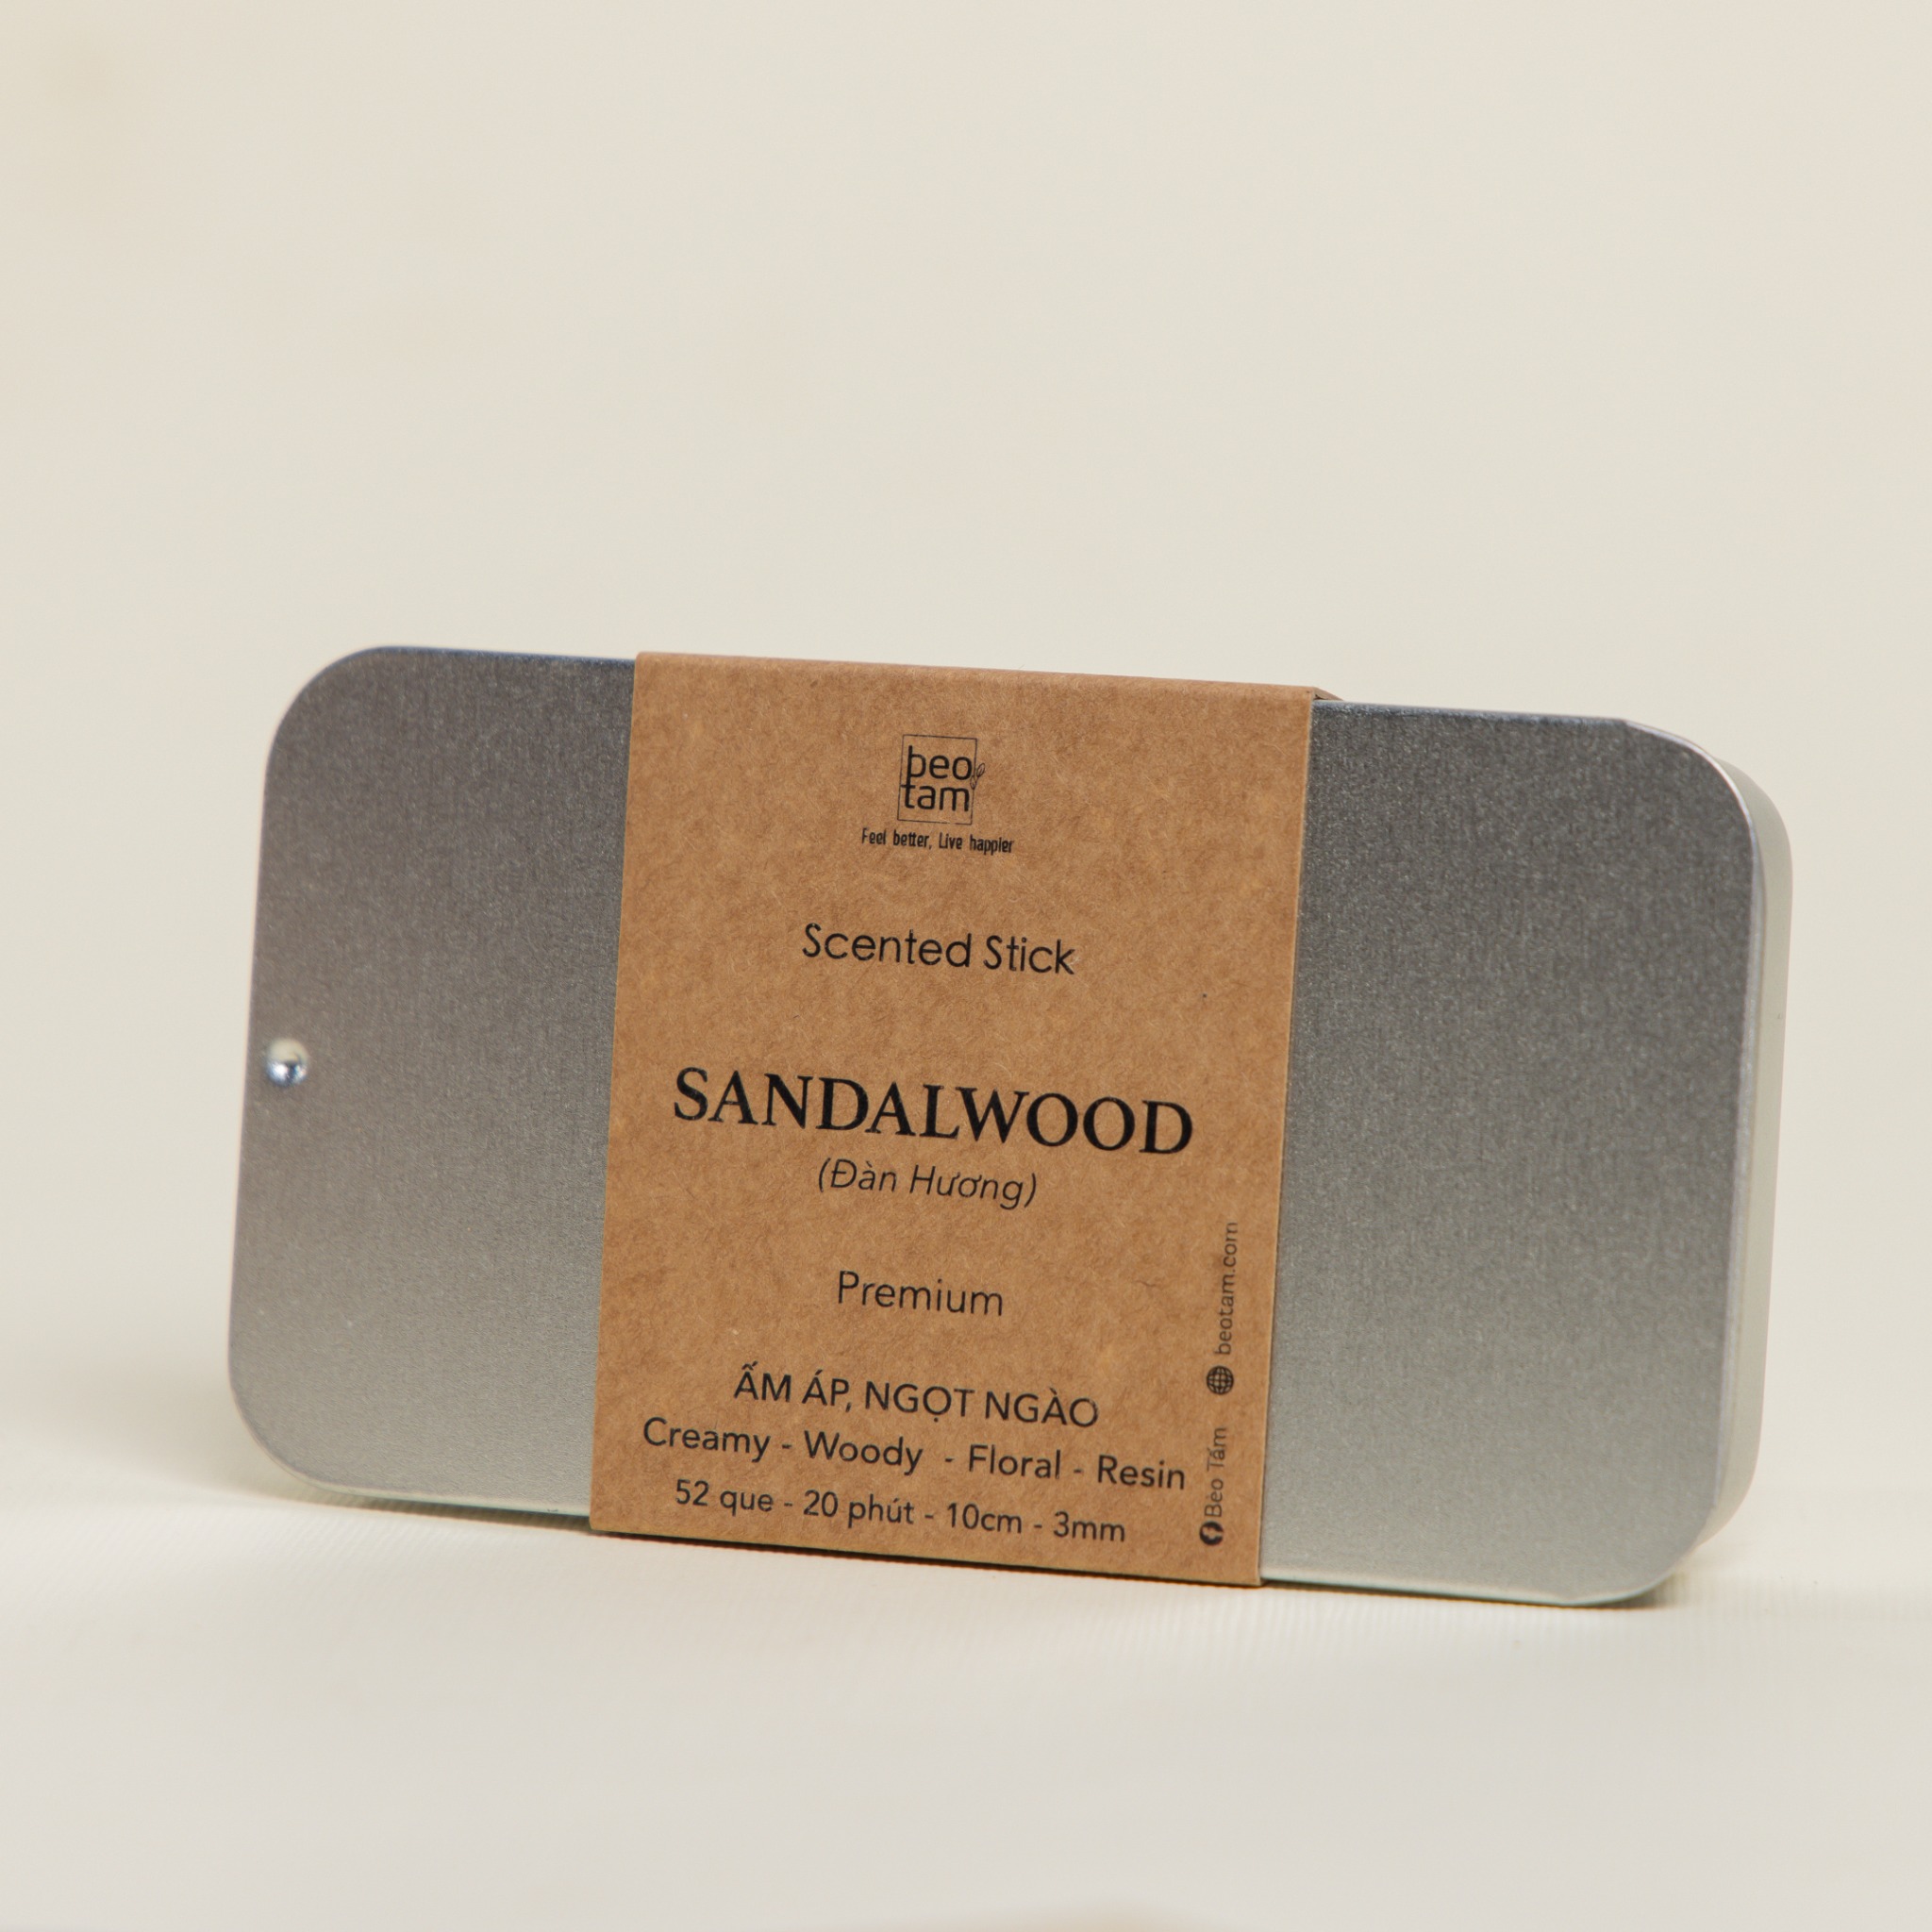 beo
tam
Feel better, Live happier
Scented Stick
SANDALWOOD
(Đàn Hương)
Premium
ẤM ÁP, NGỌT NGÀO
Creamy - Woody - Floral - Resin
52 que - 20 phút - 10cm - 3mm
Bèo Tấm
beotam.com